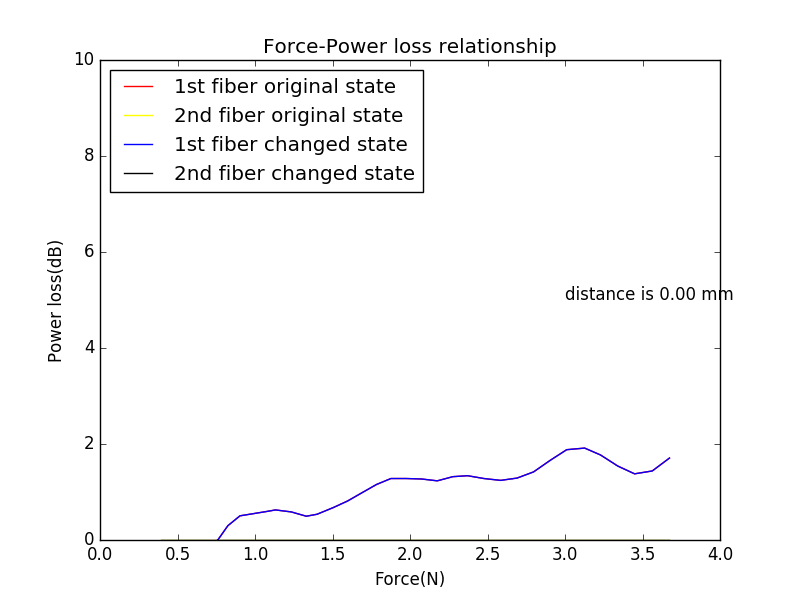 Force-Power loss relationship
10
8
6
4
2
0
Power loss(dB)
1st fiber original state
2nd fiber original state
1st fiber changed state
2nd fiber changed state
distance is 0.00 mm
0.0 0.5 1.0 1.5 2.0 2.5 3.0 3.5 4.0
Force(N)